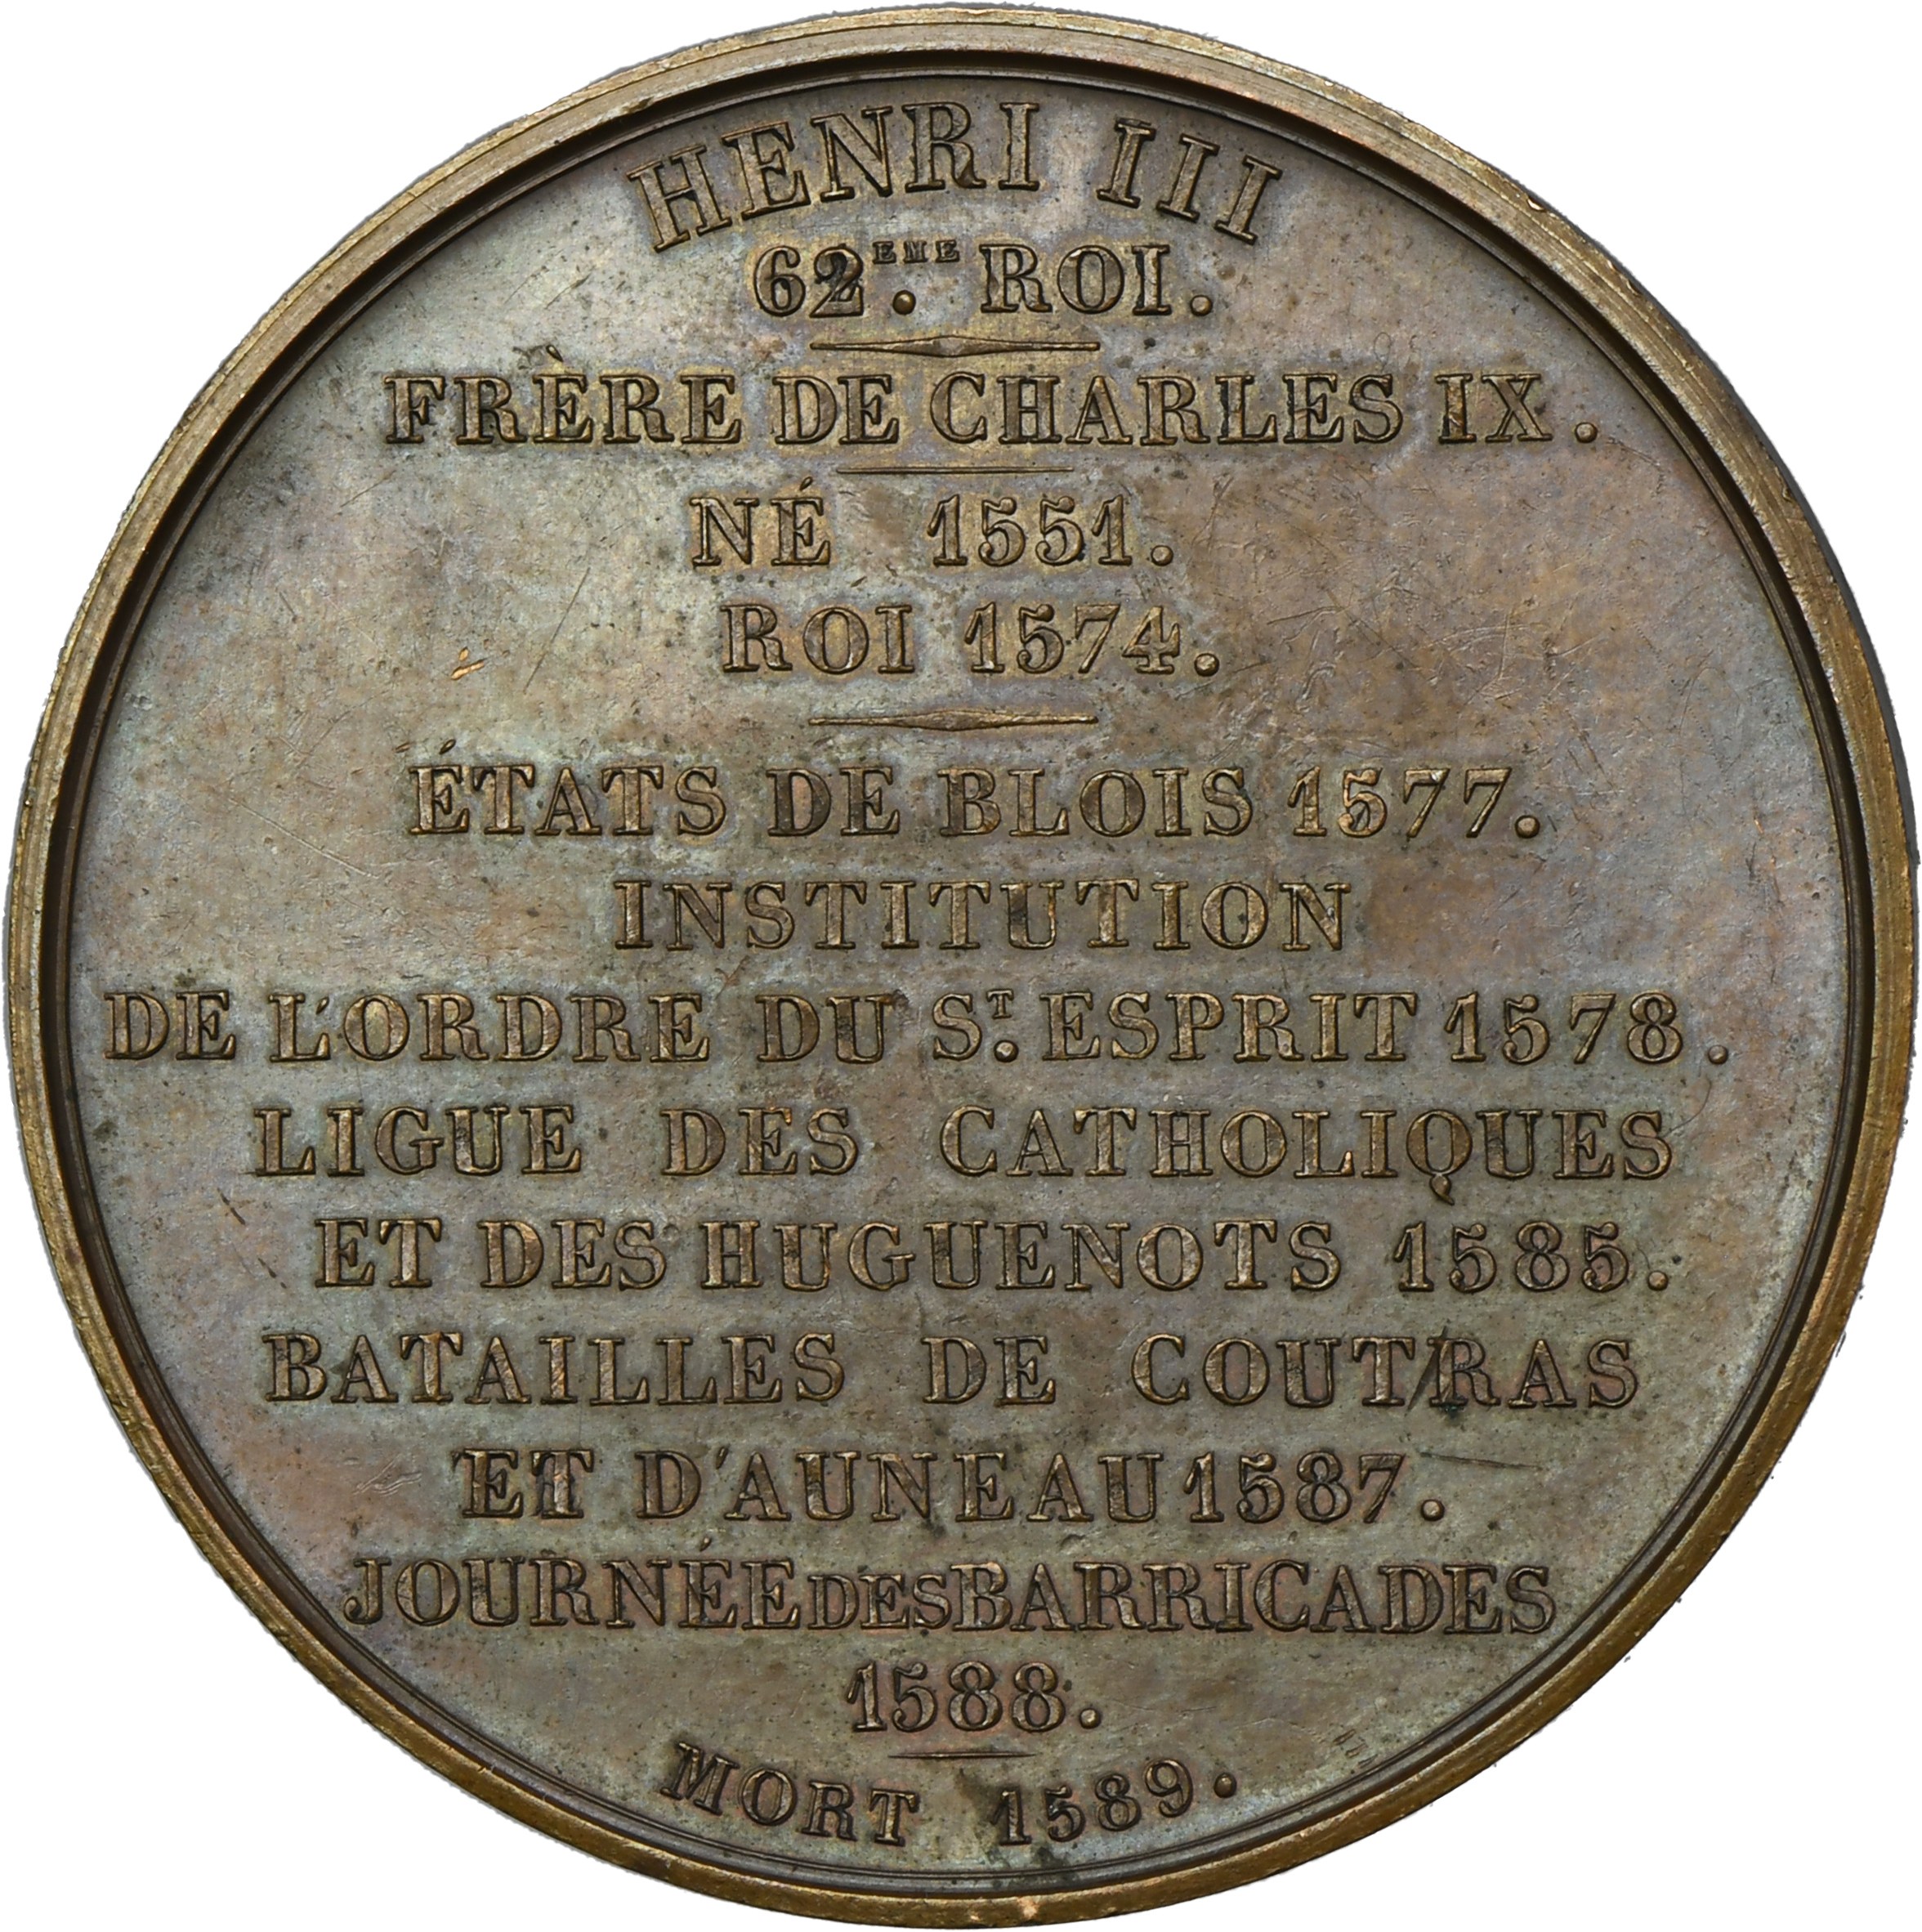 HENRI III
62EME. ROI.
FRÈRE DE CHARLES IX.
NÉ 1551.
ROI 1574.
ÉTATS DE BLOIS 1577.
INSTITUTION
DE L'ORDRE DU ST. ESPRIT 1578.
LIGUE DES CATHOLIQUES
ET DES HUGUENOTS 1585.
BATAILLES DE COUTRAS
ET D'AUNEAU 1587.
JOURNÉE DES BARRICADES
1588.
MORT 1589.